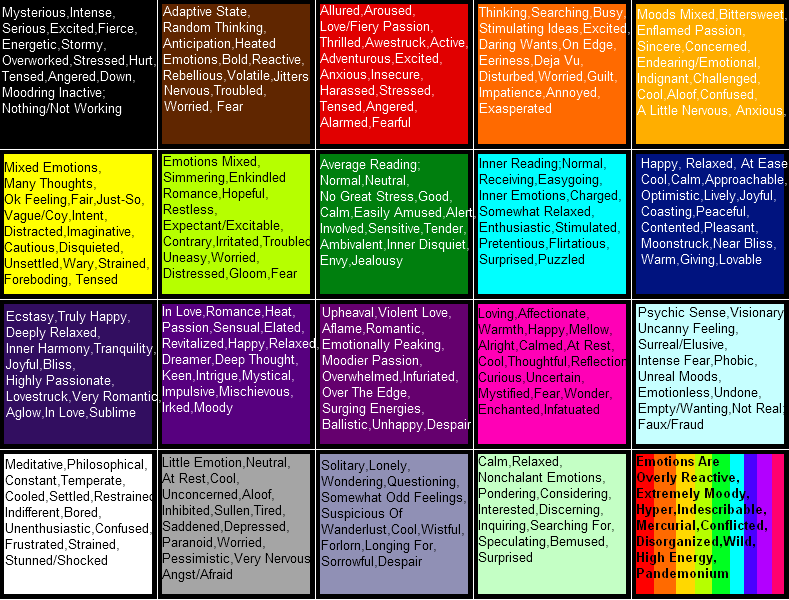 Mysterious,Intense,
Serious,Excited,Fierce,
Energetic,Stormy,
Overworked,Stressed,Hurt,
Tensed,Angered,Down,
Moodring Inactive;
Nothing/Not Working
Adaptive State,
Random Thinking,
Anticipation,Heated
Emotions,Bold,Reactive,
Rebellious,Volatile,Jitters
Nervous,Troubled,
Worried, Fear
Allured,Aroused,
Love/Fiery Passion,
Thrilled,Awestruck,Active,
Adventurous,Excited,
Anxious,Insecure,
Harassed,Stressed,
Tensed,Angered,
Alarmed,Fearful
Thinking,Searching,Busy,
Stimulating Ideas,Excited,
Daring Wants,On Edge,
Eeriness,Deja Vu,
Disturbed,Worried,Guilt,
Impatience,Annoyed,
Exasperated
Moods Mixed,Bittersweet,
Enflamed Passion,
Sincere,Concerned,
Endearing/Emotional,
Indignant,Challenged,
Cool,Aloof,Confused,
A Little Nervous, Anxious,
Mixed Emotions,
Many Thoughts,
Ok Feeling,Fair,Just-So,
Vague/Coy,Intent,
Distracted,Imaginative,
Cautious,Disquieted,
Unsettled,Wary,Strained,
Foreboding, Tensed
Emotions Mixed,
Simmering,Enkindled
Romance,Hopeful,
Restless,
Expectant/Excitable,
Contrary,Irritated,Troubled
Uneasy,Worried,
Distressed,Gloom,Fear
Average Reading;
Normal,Neutral,
No Great Stress,Good,
Calm,Easily Amused,Alert
Involved,Sensitive,Tender,
Ambivalent,Inner Disquiet,
Envy,Jealousy
Inner Reading;Normal,
Receiving,Easygoing,
Inner Emotions,Charged,
Somewhat Relaxed,
Enthusiastic,Stimulated,
Pretentious,Flirtatious,
Surprised,Puzzled
Happy, Relaxed, At Ease
Cool,Calm,Approachable,
Optimistic,Lively,Joyful,
Coasting,Peaceful,
Contented,Pleasant,
Moonstruck,Near Bliss,
Warm,Giving,Lovable
Ecstasy,Truly Happy,
Deeply Relaxed,
Inner Harmony,Tranquility,
Joyful,Bliss,
Highly Passionate,
Lovestruck,Very Romantic,
Aglow,In Love,Sublime
In Love,Romance,Heat,
Passion,Sensual,Elated,
Revitalized,Happy,Relaxed,
Dreamer,Deep Thought,
Keen,Intrigue,Mystical,
Impulsive,Mischievous,
Irked,Moody
Upheaval,Violent Love,
Aflame,Romantic,
Emotionally Peaking,
Moodier Passion,
Overwhelmed,Infuriated,
Over The Edge,
Surging Energies,
Ballistic,Unhappy,Despair
Loving,Affectionate,
Warmth,Happy,Mellow,
Alright,Calmed,At Rest,
Cool,Thoughtful,Reflection
Curious,Uncertain,
Mystified,Fear,Wonder,
Enchanted,Infatuated
Psychic Sense,Visionary
Uncanny Feeling,
Surreal/Elusive,
Intense Fear,Phobic,
Unreal Moods,
Emotionless,Undone,
Empty/Wanting,Not Real,
Faux/Fraud
Meditative,Philosophical,
Constant,Temperate,
Cooled,Settled,Restrained
Indifferent,Bored,
Unenthusiastic,Confused,
Frustrated,Strained,
Stunned/Shocked
Little Emotion,Neutral,
At Rest,Cool,
Unconcerned,Aloof,
Inhibited,Sullen,Tired,
Saddened,Depressed,
Paranoid,Worried,
Pessimistic,Very Nervous
Angst/Afraid
Solitary,Lonely,
Wondering,Questioning,
Somewhat Odd Feelings,
Suspicious Of
Wanderlust,Cool,Wistful,
Forlorn,Longing For,
Sorrowful,Despair
Calm,Relaxed,
Nonchalant Emotions,
Pondering,Considering,
Interested,Discerning,
Inquiring,Searching For,
Speculating,Bemused,
Surprised
Emotions Are
Overly Reactive,
Extremely Moody,
Hyper,Indescribable,
Mercurial,Conflicted,
Disorganized,Wild,
High Energy,
Pandemonium